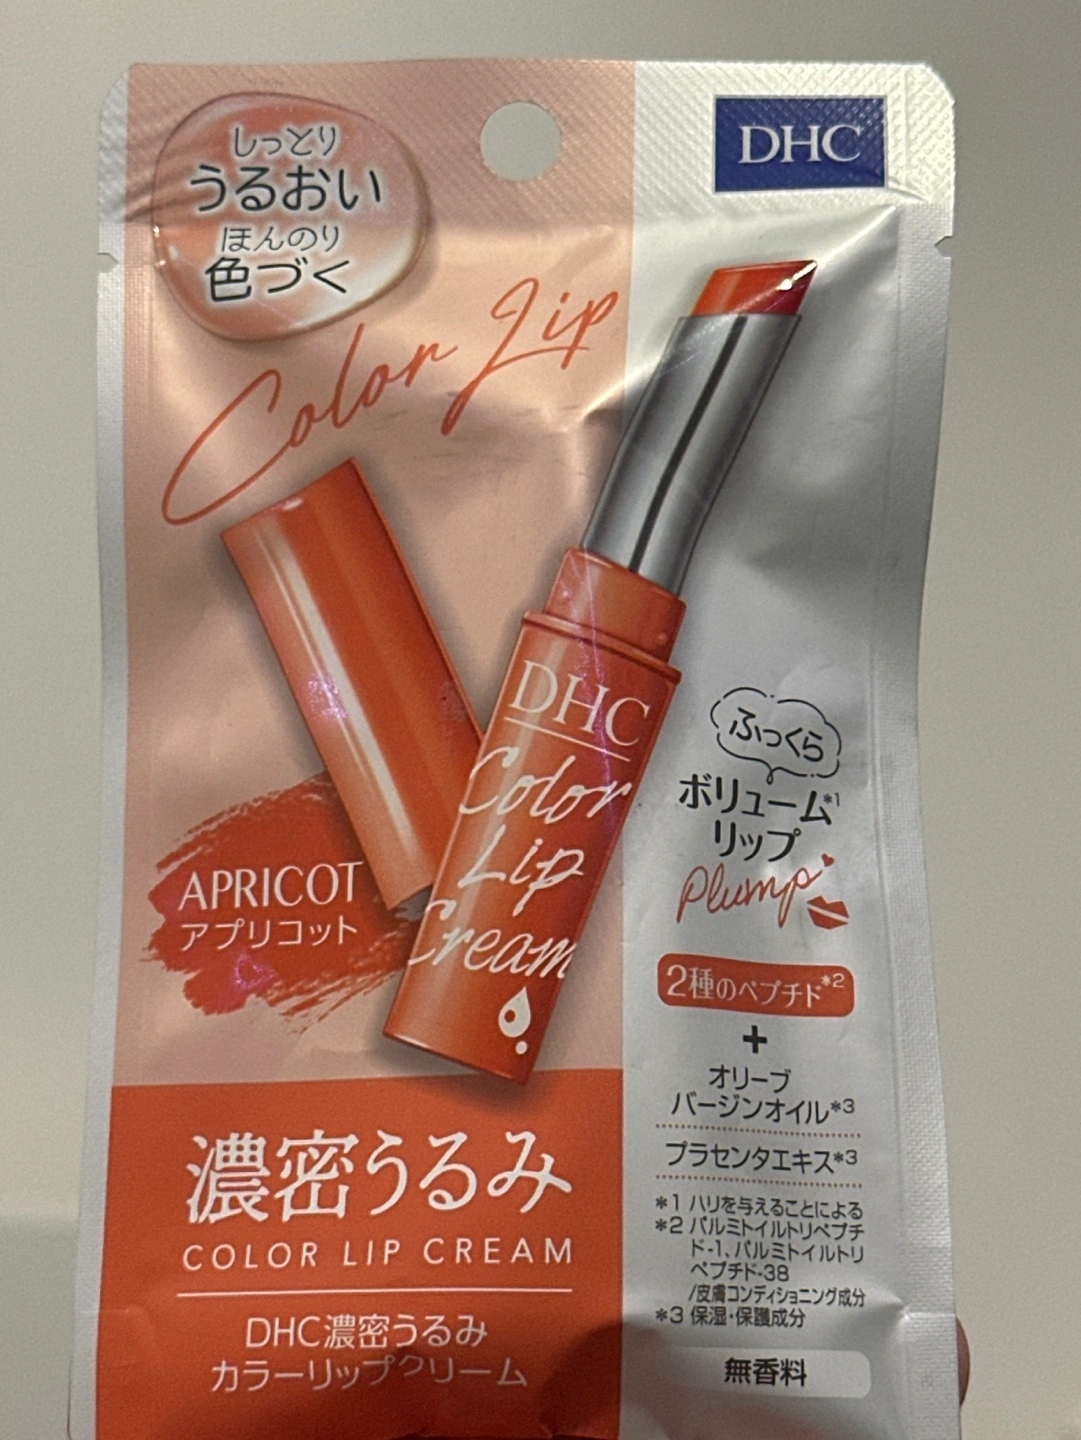 しっとり
うるおい
ほんのり
色づく
DHC
Color Lip
DHC
Color
Lip
Cream
APRICOT
アプリコット
ふっくら
ボリューム*1
リップ
Plump
2種のペプチド*2
+
オリーブ
バージンオイル*3
プラセンタエキス*3
*1 ハリを与えることによる
*2 パルミトイルトリペプチ
ド-1、パルミトイルトリ
ペプチド-38
/皮膚コンディショニング成分
*3 保湿・保護成分
無香料
濃密うるみ
COLOR LIP CREAM
DHC濃密うるみ
カラーリップクリーム